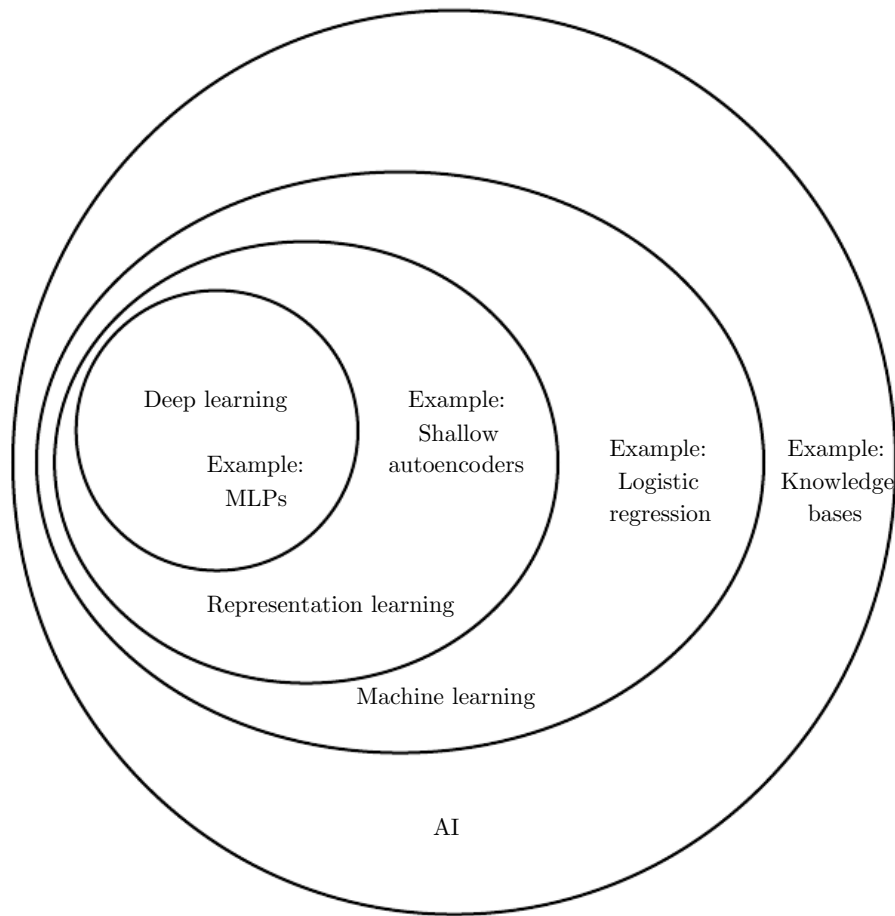 Deep learning
Example:
MLPs
Example:
Shallow
autoencoders
Example:
Logistic
regression
Example:
Knowledge
bases
Representation learning
Machine learning
AI